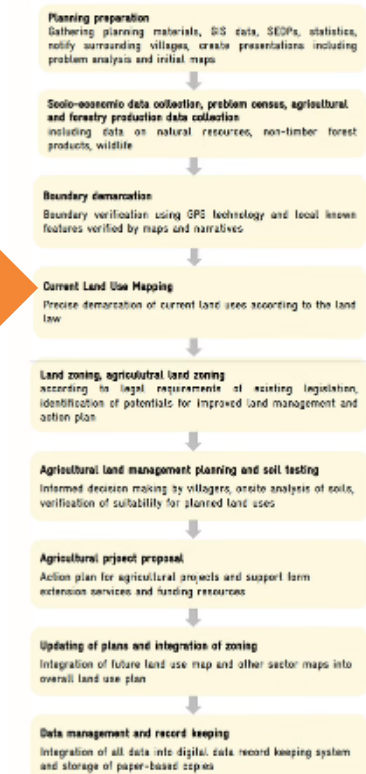 Planning preparation
Gathering planning materials, GIS data, SEDPs, statistics,
notify surrounding villages, create presentations including
problem analysis and initial maps
Socio-economic data collection, problem census, agricultural
and forestry production data collection
including data on natural resources, non-timber forest
products, wildlife
Boundary demarcation
Boundary verification using GPS technology and local known
features verified by maps and narratives
Current Land Use Mapping
Precise demarcation of current land uses according to the land
law
Land zoning, agriculutral land zoning
according to legal requirements of existing legislation,
identification of potentials for improved land management and
action plan
Agricultural land management planning and soil testing
Informed decision making by villagers, onsite analysis of soils,
verification of suitability for planned land uses
Agricultural prjoect proposal
Action plan for agricultural projects and support form
extension services and funding resources
Updating of plans and integration of zoning
Integration of future land use map and other sector maps into
overall land use plan
Data management and record keeping
Integration of all data into digital data record keeping system
and storage of paper-based copies